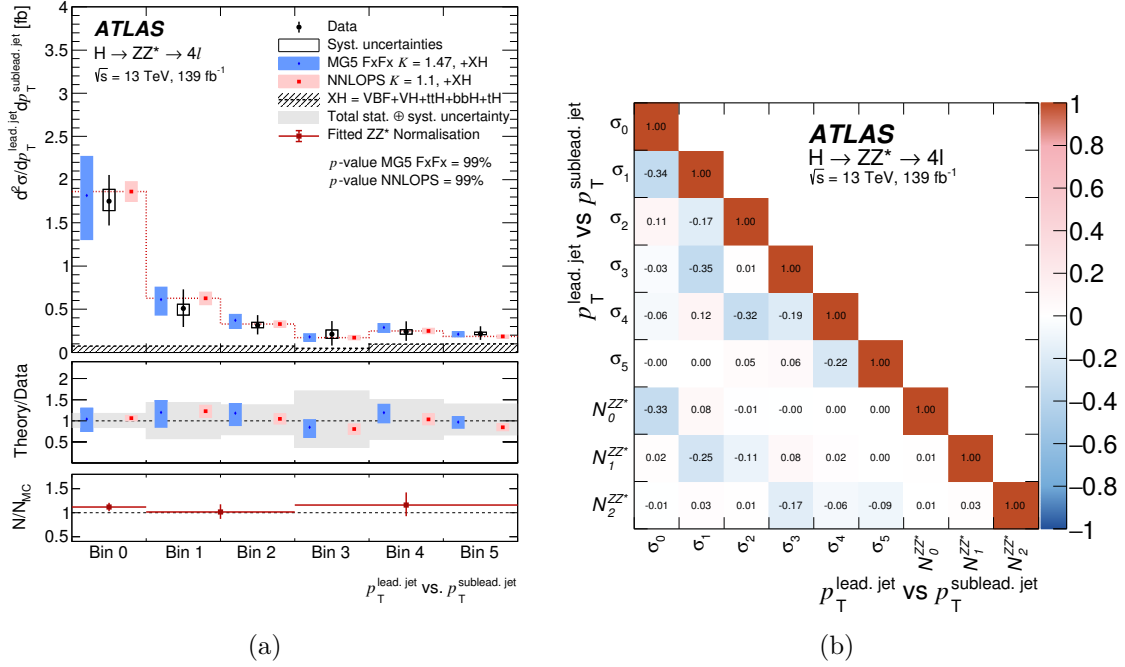 d²σ/dp_T^lead. jet dp_T^sublead. jet [fb]
4
3.5
3
2.5
2
1.5
1
0.5
0
ATLAS
H → ZZ* → 4l
√s = 13 TeV, 139 fb⁻¹
Data
Syst. uncertainties
MG5 FxFx K = 1.47, +XH
NNLOPS K = 1.1, +XH
XH = VBF+VH+ttH+bbH+tH
Total stat. ⊕ syst. uncertainty
Fitted ZZ* Normalisation
p-value MG5 FxFx = 99%
p-value NNLOPS = 99%
Theory/Data
2
1.5
1
0.5
N/N_MC
1.5
1
0.5
Bin 0 Bin 1 Bin 2 Bin 3 Bin 4 Bin 5
p_T^lead. jet vs. p_T^sublead. jet
(a)
p_T^lead. jet vs p_T^sublead. jet
ATLAS
H → ZZ* → 4l
√s = 13 TeV, 139 fb⁻¹
σ₀ 1.00
σ₁ -0.34 1.00
σ₂ 0.11 -0.17 1.00
σ₃ -0.03 -0.35 0.01 1.00
σ₄ -0.06 0.12 -0.32 -0.19 1.00
σ₅ -0.00 0.00 0.05 0.06 -0.22 1.00
N₀^ZZ* -0.33 0.08 -0.01 -0.00 0.00 0.00 1.00
N₁^ZZ* 0.02 -0.25 -0.11 0.08 0.02 0.00 0.01 1.00
N₂^ZZ* -0.01 0.03 0.01 -0.17 -0.06 -0.09 0.01 0.03 1.00
σ₀ σ₁ σ₂ σ₃ σ₄ σ₅ N₀^ZZ* N₁^ZZ* N₂^ZZ*
p_T^lead. jet vs p_T^sublead. jet
1
0.8
0.6
0.4
0.2
0
−0.2
−0.4
−0.6
−0.8
−1
(b)